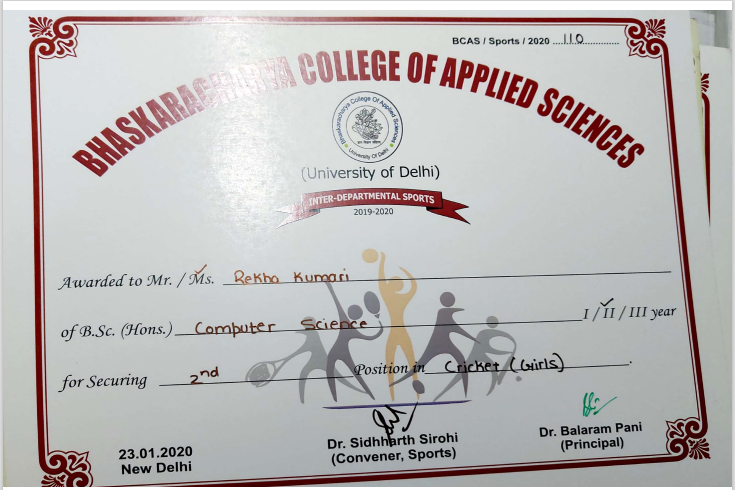 BCAS / Sports / 2020 ....110................
BHASKARACHARYA COLLEGE OF APPLIED SCIENCES
Bhaskaracharya College Of Applied Sciences
University Of Delhi
(University of Delhi)
INTER-DEPARTMENTAL SPORTS
2019-2020
Awarded to Mr. / Ms. Rekha Kumari
of B.Sc. (Hons.) Computer Science I / II / III year
for Securing 2nd Position in Cricket (Girls)
23.01.2020
New Delhi
Dr. Sidhharth Sirohi
(Convener, Sports)
Dr. Balaram Pani
(Principal)